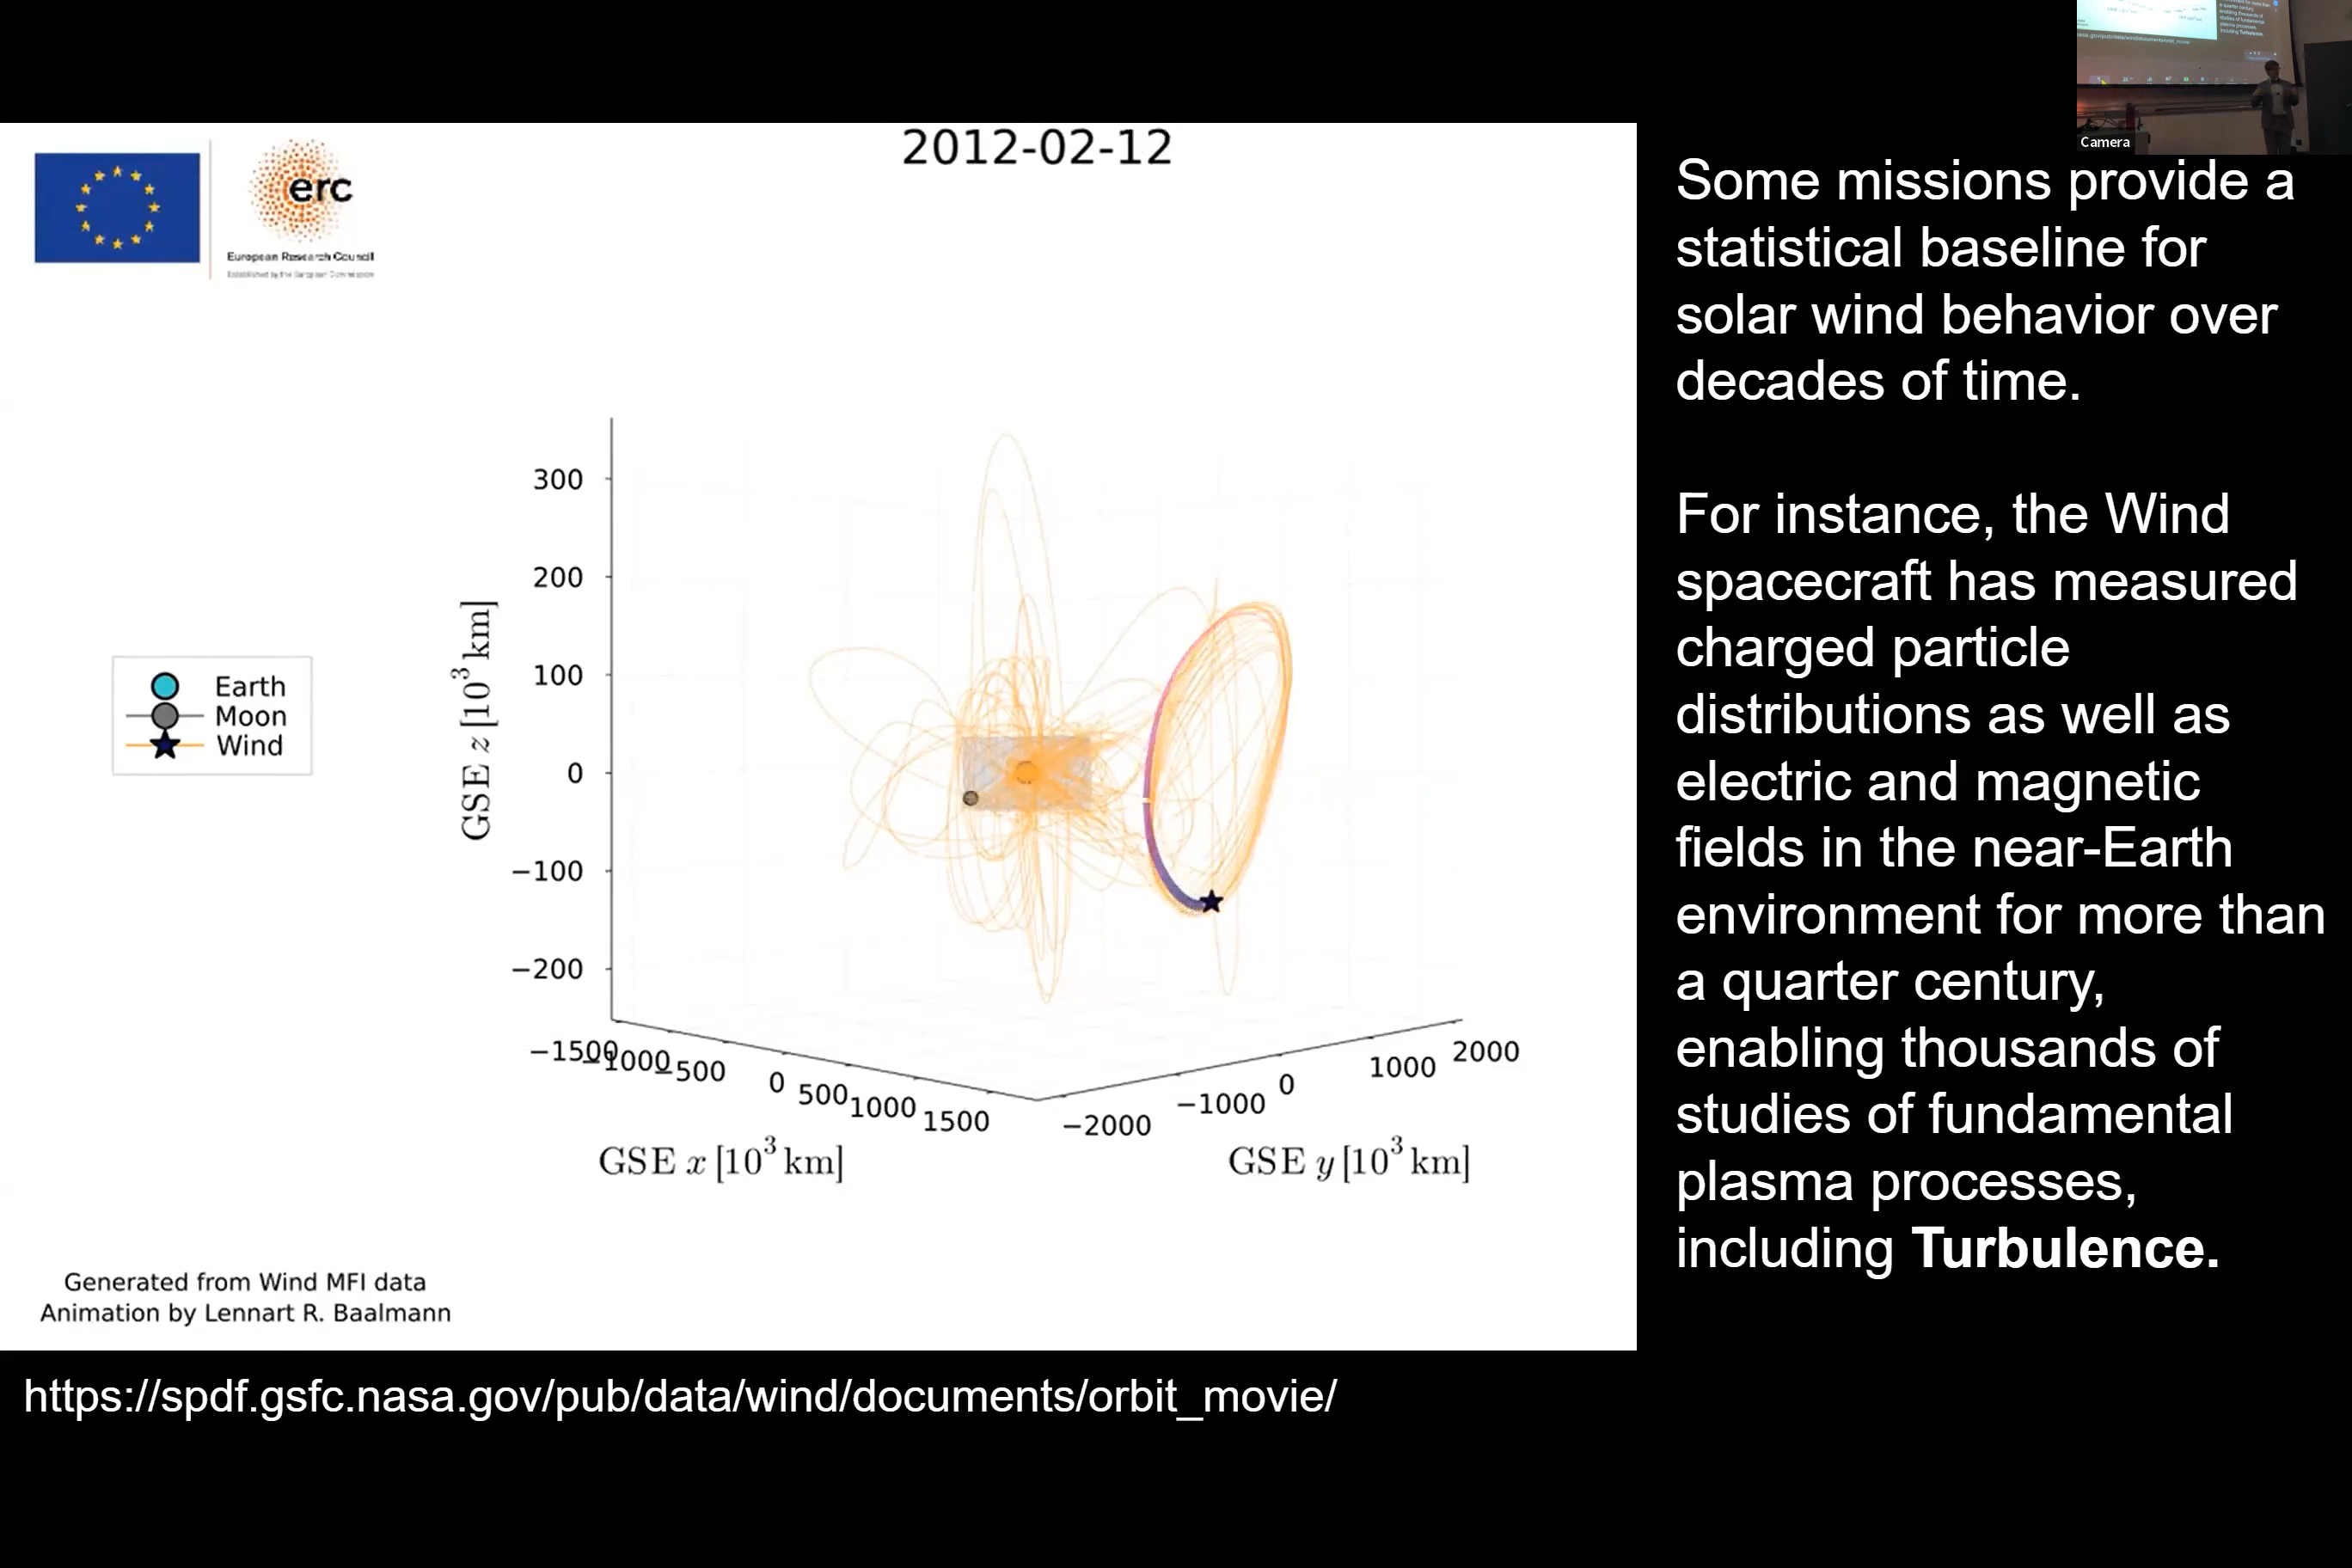 2012-02-12
erc
European Research Council
Established by the European Commission
Some missions provide a
statistical baseline for
solar wind behavior over
decades of time.
For instance, the Wind
spacecraft has measured
charged particle
distributions as well as
electric and magnetic
fields in the near-Earth
environment for more than
a quarter century,
enabling thousands of
studies of fundamental
plasma processes,
including Turbulence.
Camera
Earth
Moon
Wind
GSE z [10³ km]
300
200
100
0
−100
−200
−1500
−1000
−500
0
500
1000
1500
GSE x [10³ km]
−2000
−1000
0
1000
2000
GSE y [10³ km]
Generated from Wind MFI data
Animation by Lennart R. Baalmann
https://spdf.gsfc.nasa.gov/pub/data/wind/documents/orbit_movie/